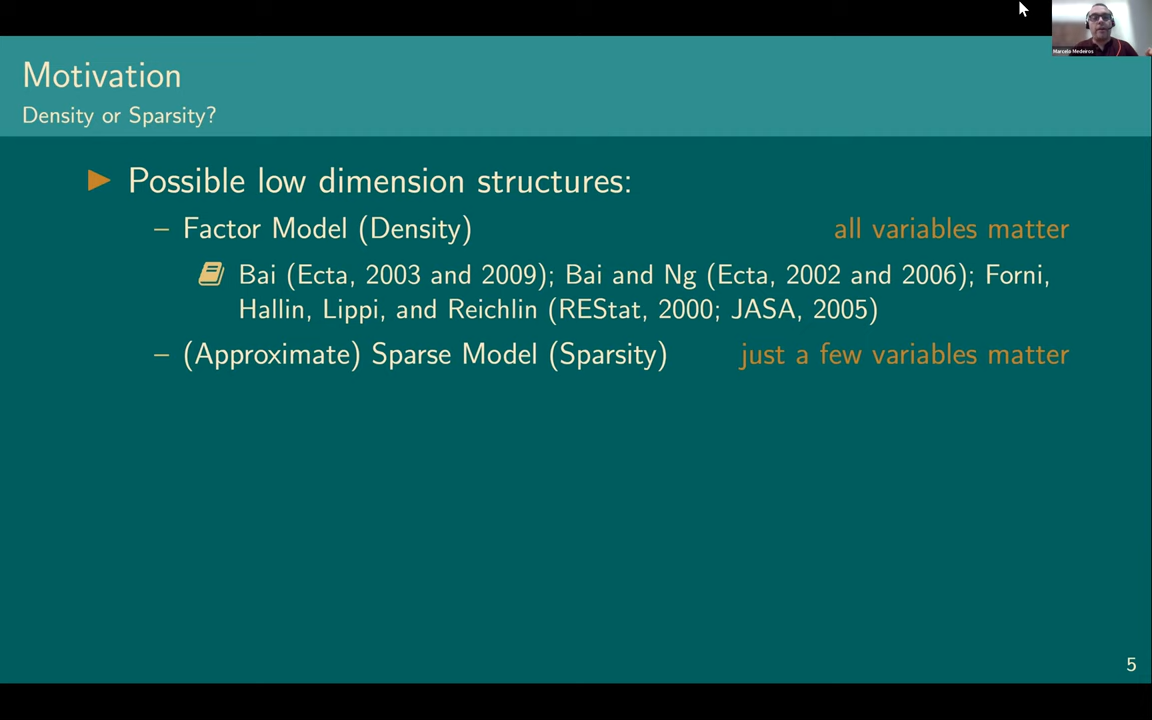 Marcelo Medeiros
Motivation
Density or Sparsity?
Possible low dimension structures:
– Factor Model (Density) all variables matter
Bai (Ecta, 2003 and 2009); Bai and Ng (Ecta, 2002 and 2006); Forni,
Hallin, Lippi, and Reichlin (REStat, 2000; JASA, 2005)
– (Approximate) Sparse Model (Sparsity) just a few variables matter
5